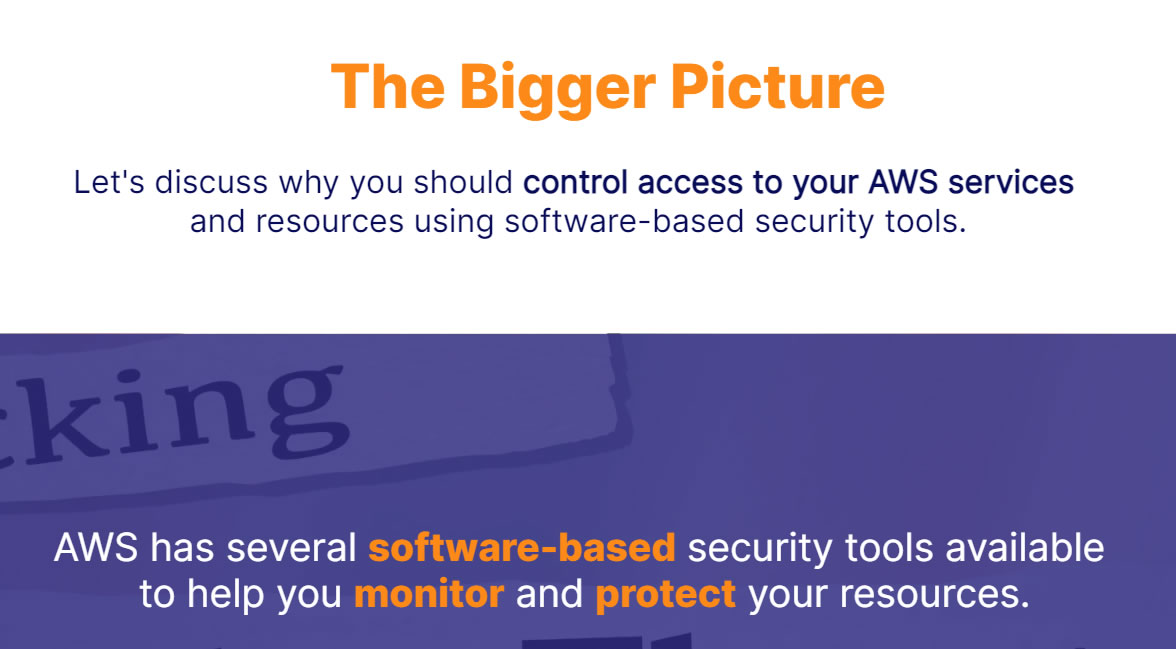 The Bigger Picture
Let's discuss why you should control access to your AWS services
and resources using software-based security tools.
king
AWS has several software-based security tools available
to help you monitor and protect your resources.